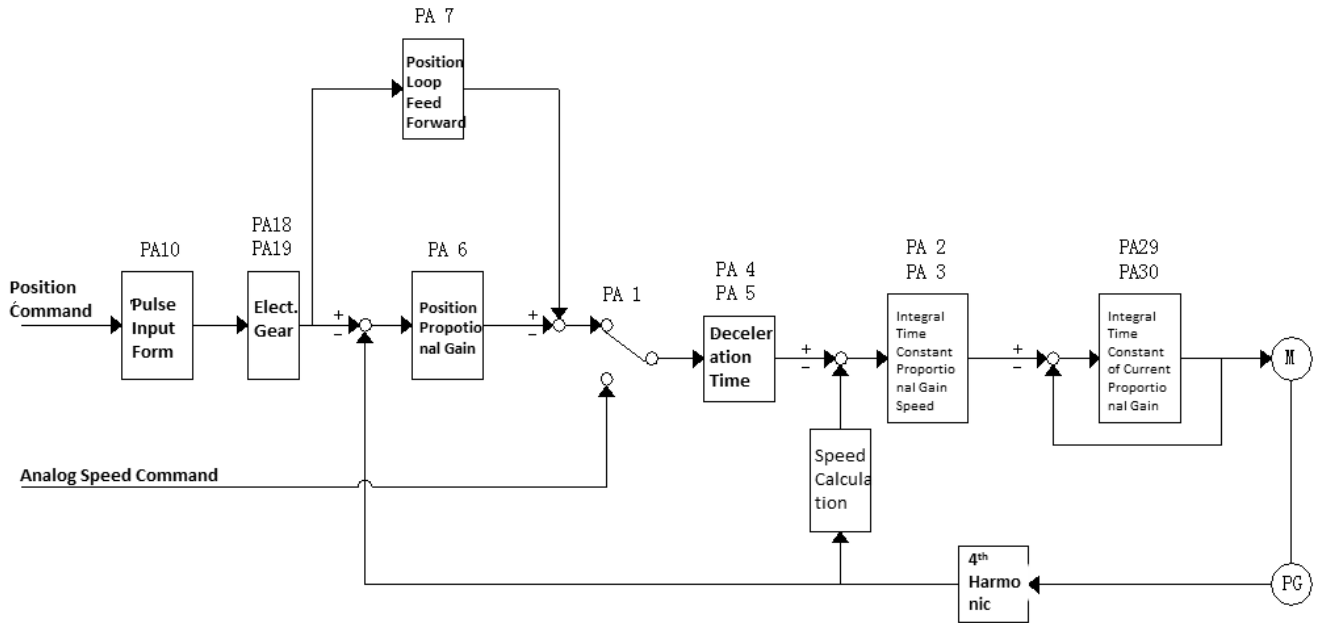 PA 7
Position
Loop
Feed
Forward
PA18
PA19
PA10
PA 6
PA 1
PA 4
PA 5
PA 2
PA 3
PA29
PA30
Position
Command
Pulse
Input
Form
Elect.
Gear
+
−
Position
Propotio
nal Gain
+
−
Deceler
ation
Time
+
−
Integral
Time
Constant
Proportio
nal Gain
Speed
+
−
Integral
Time
Constant
of Current
Proportio
nal Gain
M
Analog Speed Command
Speed
Calcula
tion
4th
Harmo
nic
PG